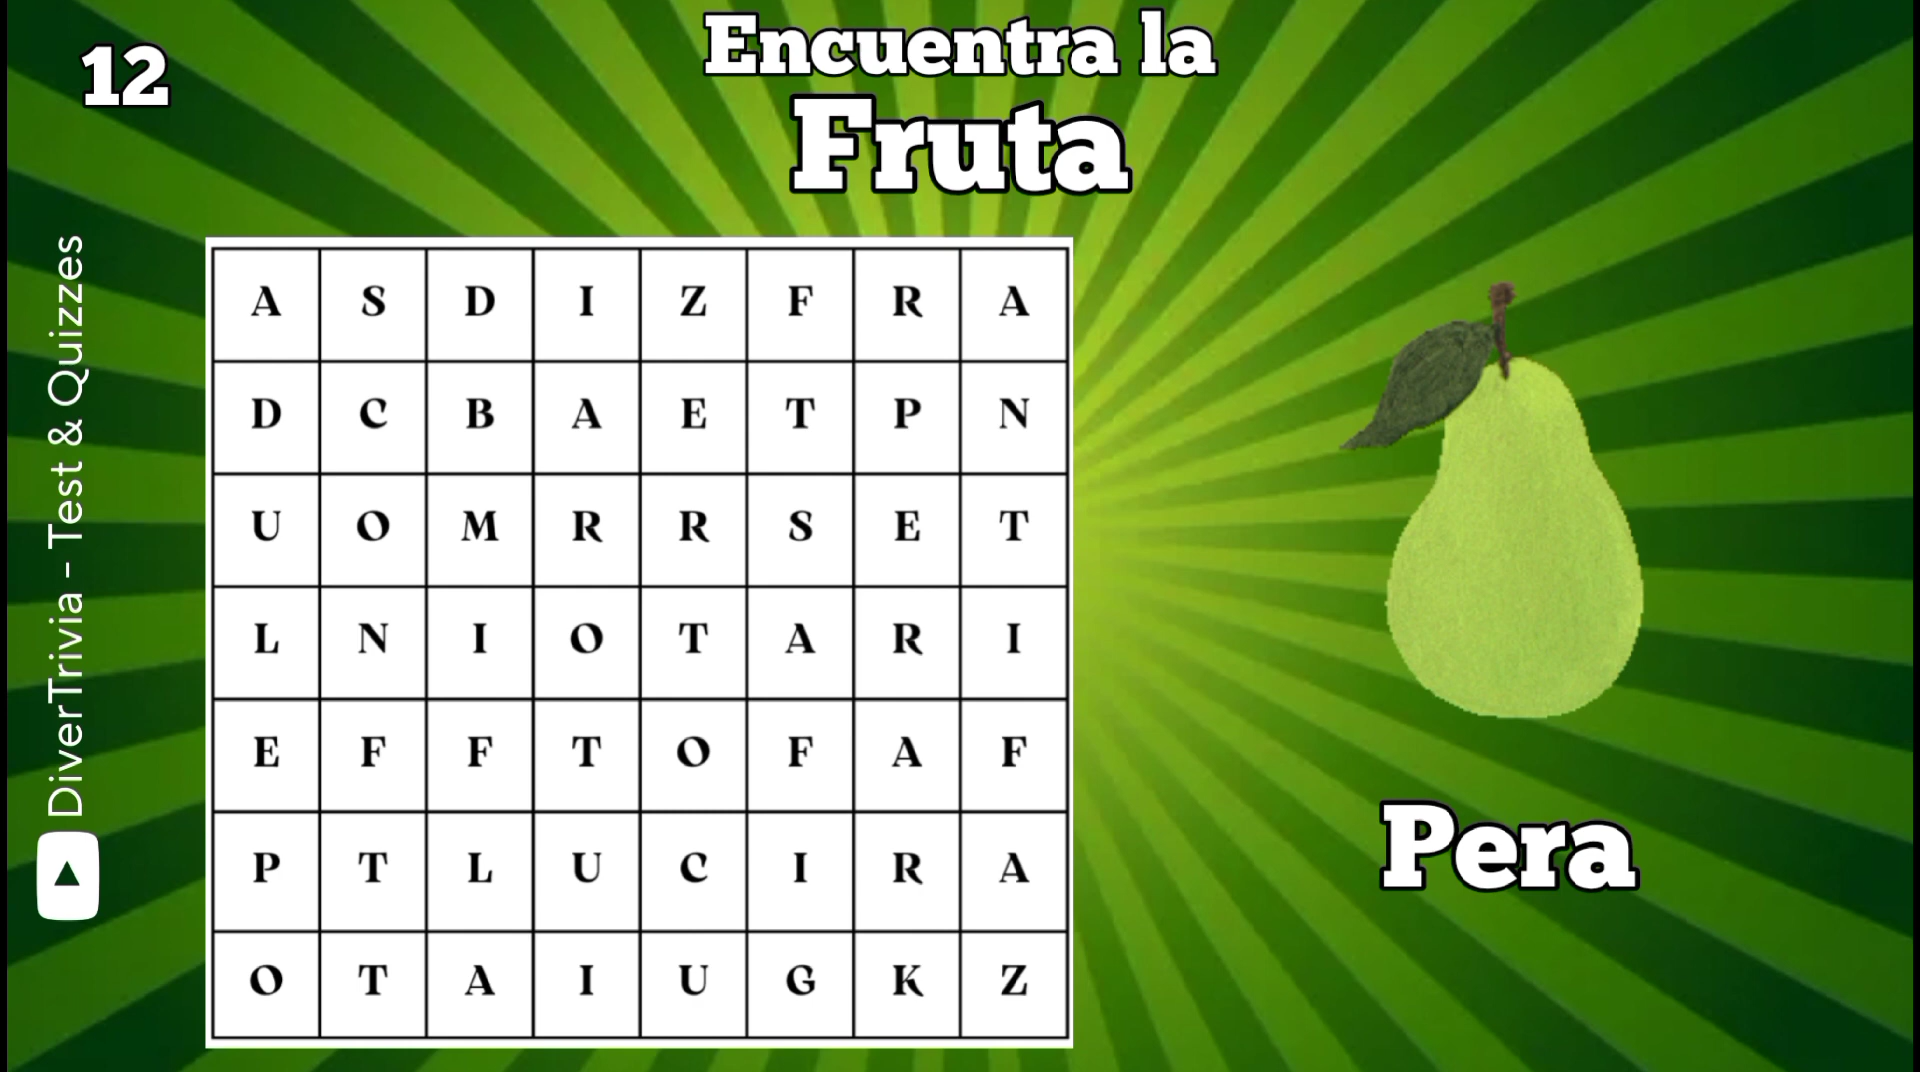 12
Encuentra la
Fruta
DiverTrivia - Test & Quizzes
A S D I Z F R A
D C B A E T P N
U O M R R S E T
L N I O T A R I
E F F T O F A F
P T L U C I R A
O T A I U G K Z
Pera